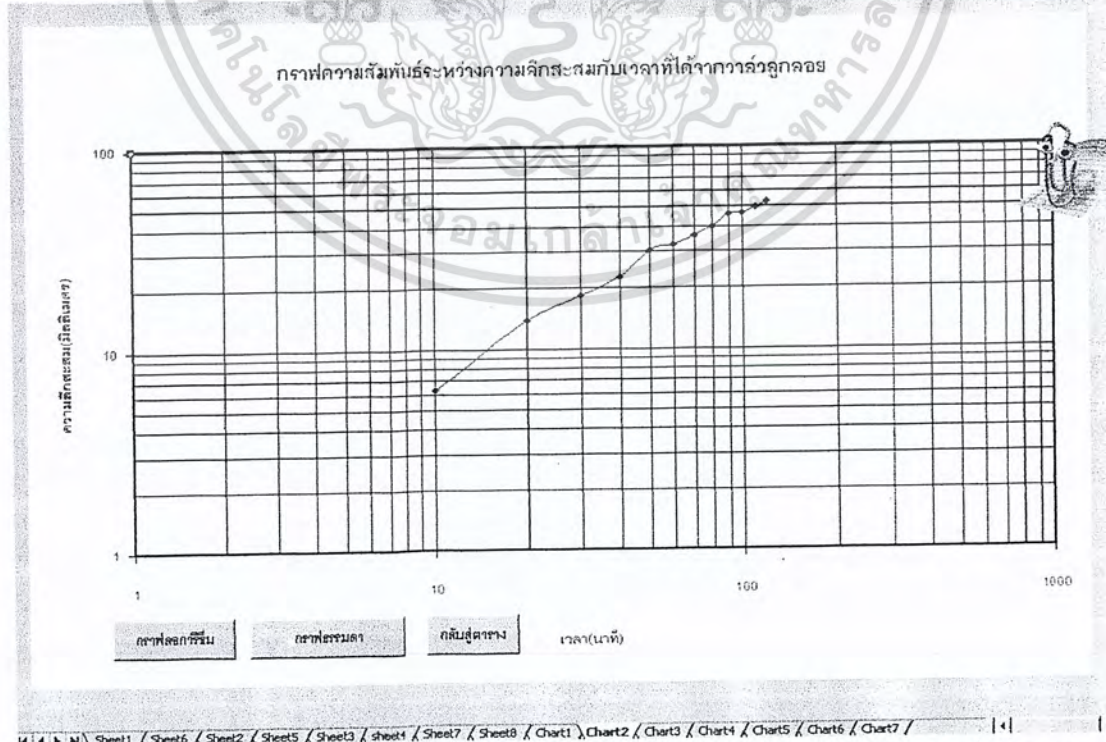 กราฟความสัมพันธ์ระหว่างความลึกสะสมกับเวลาที่ได้จากวาล์วลูกลอย
100
10
1
ความลึกสะสม(มิลลิเมตร)
1 10 100 1000
กราฟลอการิธึม กราฟธรรมดา กลับสู่ตาราง เวลา(นาที)
Sheet1 / Sheet6 / Sheet2 / Sheet5 / Sheet3 / sheet4 / Sheet7 / Sheet8 / Chart1 \ Chart2 / Chart3 / Chart4 / Chart5 / Chart6 / Chart7 /